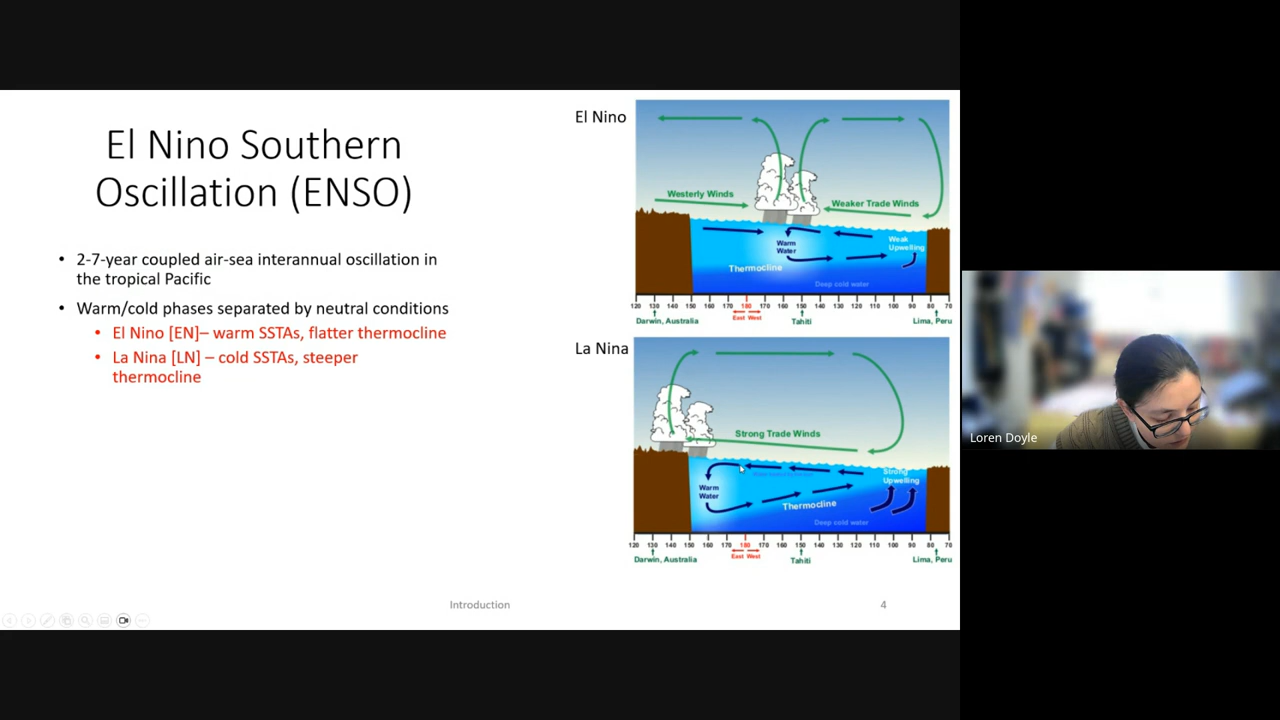 El Nino Southern
Oscillation (ENSO)
• 2-7-year coupled air-sea interannual oscillation in
the tropical Pacific
• Warm/cold phases separated by neutral conditions
• El Nino [EN]– warm SSTAs, flatter thermocline
• La Nina [LN] – cold SSTAs, steeper
thermocline
El Nino
Westerly Winds
Weaker Trade Winds
Warm
Water
Weak
Upwelling
Thermocline
Deep cold water
120 130 140 150 160 170 180 170 160 150 140 130 120 110 100 90 80 70
East West
Darwin, Australia
Tahiti
Lima, Peru
La Nina
Strong Trade Winds
Strong
Upwelling
Warm
Water
Thermocline
Deep cold water
120 130 140 150 160 170 180 170 160 150 140 130 120 110 100 90 80 70
East West
Darwin, Australia
Tahiti
Lima, Peru
Introduction
4
Loren Doyle